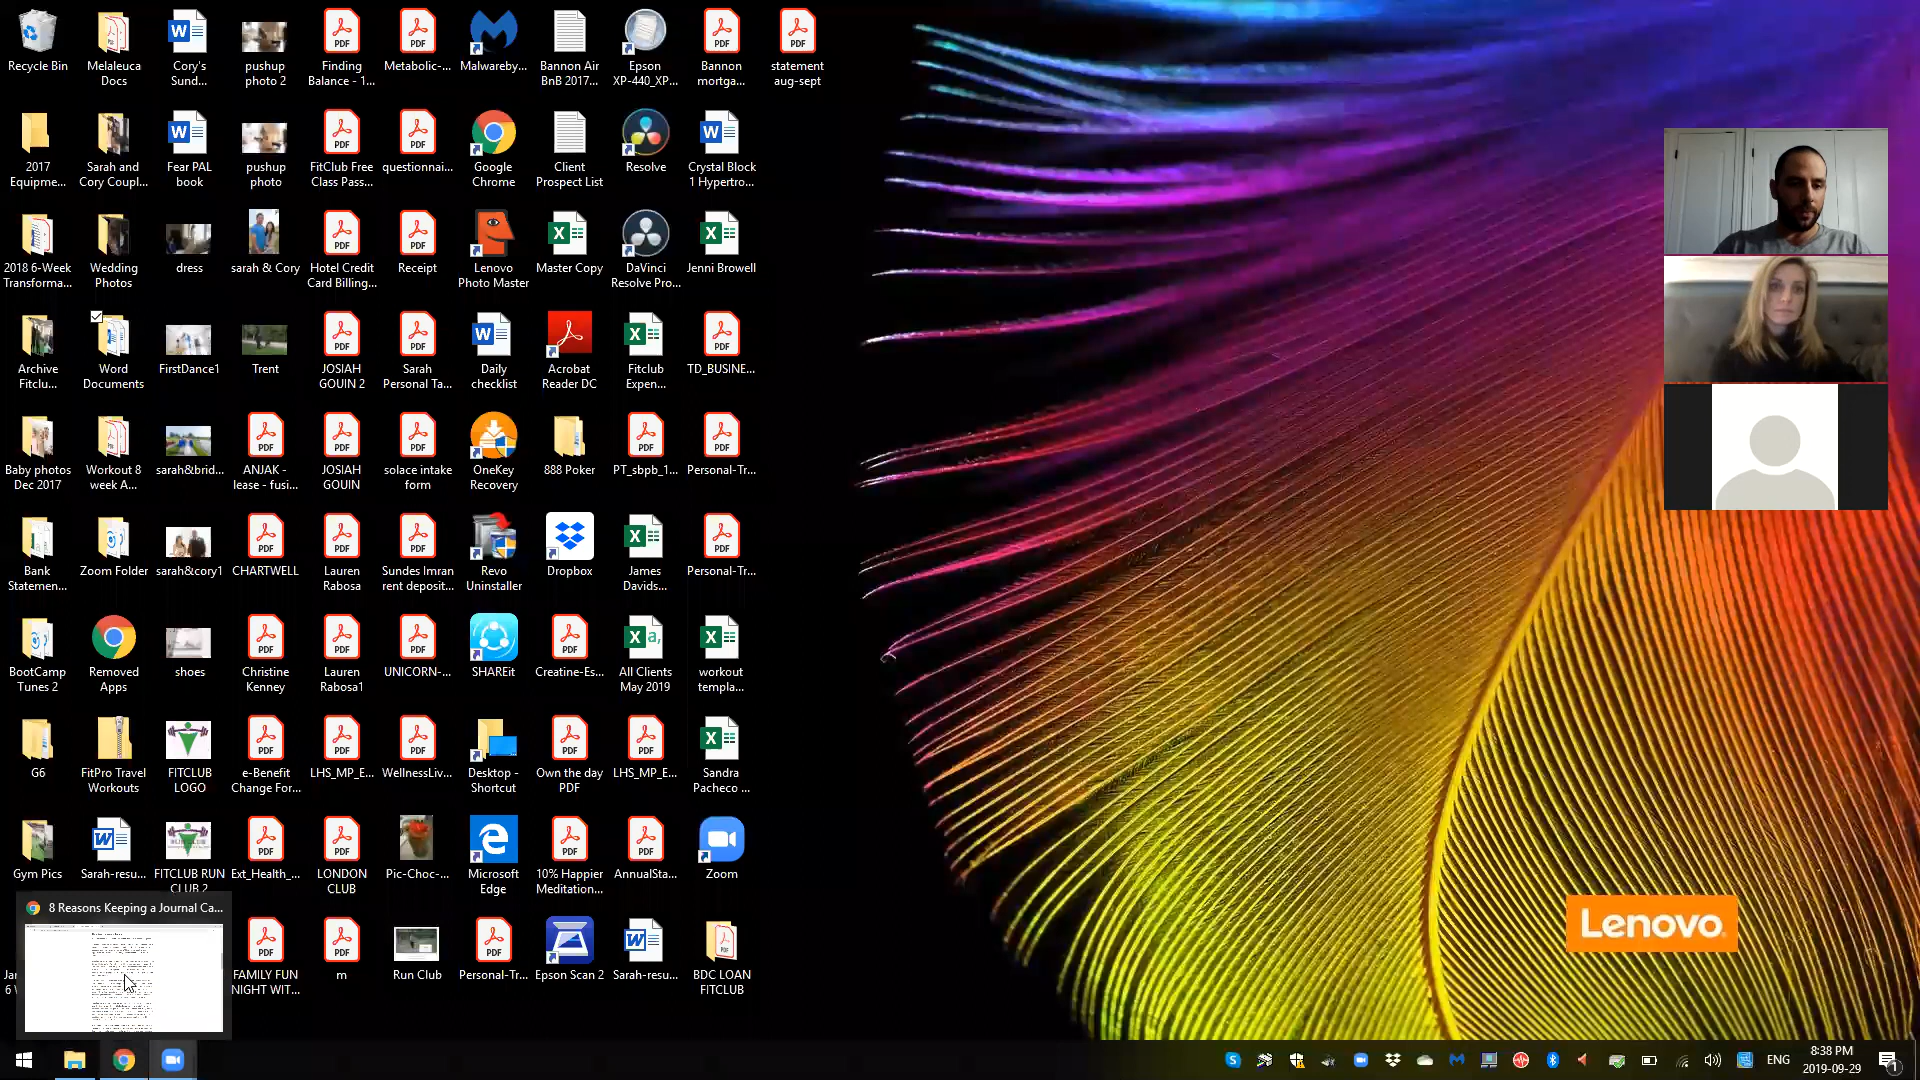 Recycle Bin
Melaleuca
Docs
Cory's
Sund...
pushup
photo 2
Finding
Balance - 1...
Metabolic-...
Malwareby...
Bannon Air
BnB 2017...
Epson
XP-440_XP...
Bannon
mortga...
statement
aug-sept
2017
Equipme...
Sarah and
Cory Coupl...
Fear PAL
book
pushup
photo
FitClub Free
Class Pass...
questionnai...
Google
Chrome
Client
Prospect List
Resolve
Crystal Block
1 Hypertro...
2018 6-Week
Transforma...
Wedding
Photos
dress
sarah & Cory
Hotel Credit
Card Billing...
Receipt
Lenovo
Photo Master
Master Copy
DaVinci
Resolve Pro...
Jenni Browell
Archive
Fitclu...
Word
Documents
FirstDance1
Trent
JOSIAH
GOUIN 2
Sarah
Personal Ta...
Daily
checklist
Acrobat
Reader DC
Fitclub
Expen...
TD_BUSINE...
Baby photos
Dec 2017
Workout 8
week A...
sarah&brid...
ANJAK -
lease - fusi...
JOSIAH
GOUIN
solace intake
form
OneKey
Recovery
888 Poker
PT_sbpb_1...
Personal-Tr...
Bank
Statemen...
Zoom Folder
sarah&cory1
CHARTWELL
Lauren
Rabosa
Sundes Imran
rent deposit...
Revo
Uninstaller
Dropbox
James
Davids...
Personal-Tr...
BootCamp
Tunes 2
Removed
Apps
shoes
Christine
Kenney
Lauren
Rabosa1
UNICORN-...
SHAREit
Creatine-Es...
All Clients
May 2019
workout
templa...
G6
FitPro Travel
Workouts
FITCLUB
LOGO
e-Benefit
Change For...
LHS_MP_E...
WellnessLiv...
Desktop -
Shortcut
Own the day
PDF
LHS_MP_E...
Sandra
Pacheco ...
Gym Pics
Sarah-resu...
FITCLUB RUN
CLUB 2
Ext_Health_...
LONDON
CLUB
Pic-Choc-...
Microsoft
Edge
10% Happier
Meditation...
AnnualSta...
Zoom
8 Reasons Keeping a Journal Ca...
FAMILY FUN
NIGHT WIT...
m
Run Club
Personal-Tr...
Epson Scan 2
Sarah-resu...
BDC LOAN
FITCLUB
Lenovo
ENG
8:38 PM
2019-09-29